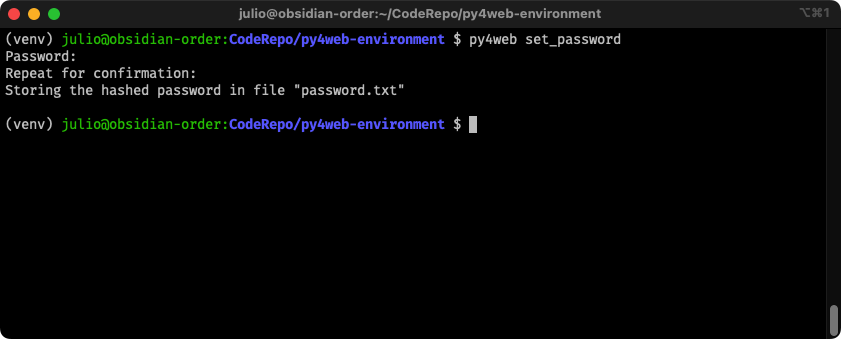 julio@obsidian-order:~/CodeRepo/py4web-environment
⌥⌘1
(venv) julio@obsidian-order:CodeRepo/py4web-environment $ py4web set_password
Password:
Repeat for confirmation:
Storing the hashed password in file "password.txt"
(venv) julio@obsidian-order:CodeRepo/py4web-environment $